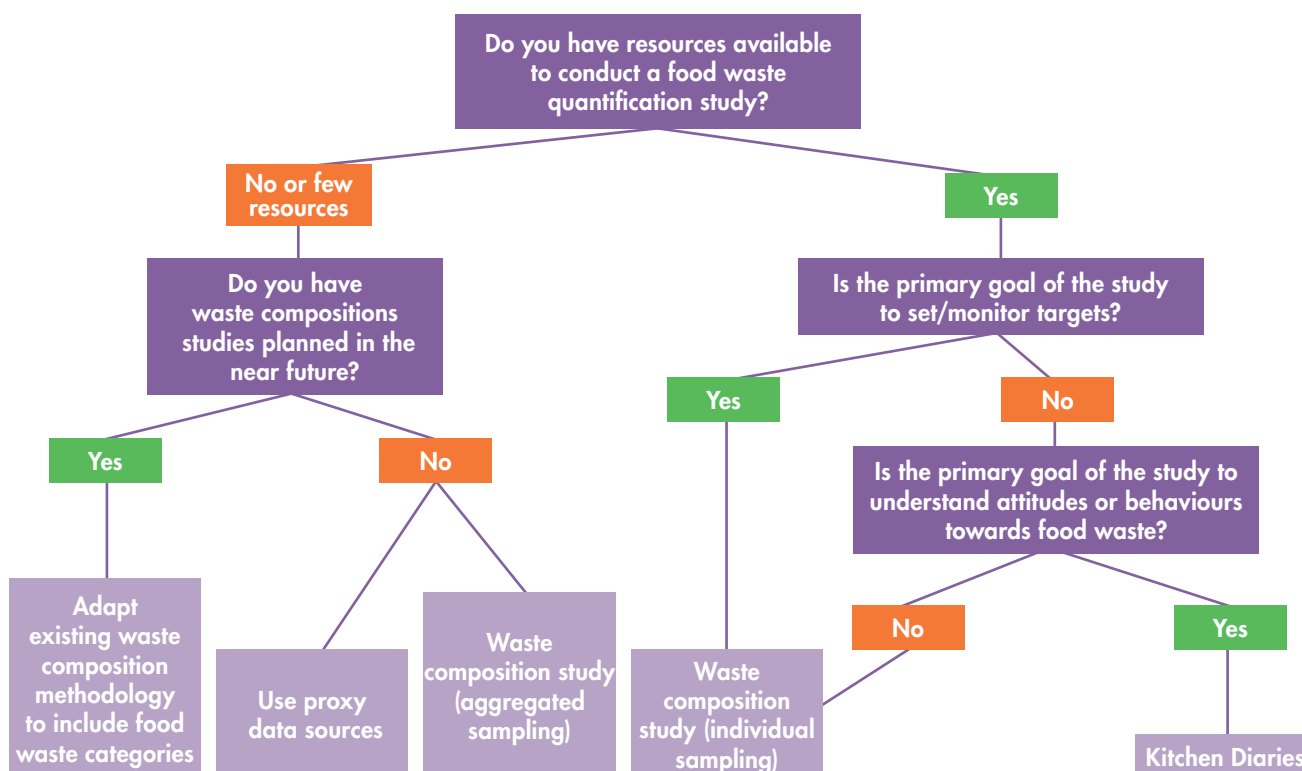 Do you have resources available
to conduct a food waste
quantification study?
No or few
resources
Yes
Do you have
waste compositions
studies planned in the
near future?
Is the primary goal of the study
to set/monitor targets?
Yes
No
Yes
No
Is the primary goal of the study to
understand attitudes or behaviours
towards food waste?
No
Yes
Adapt
existing waste
composition
methodology
to include food
waste categories
Use proxy
data sources
Waste
composition study
(aggregated
sampling)
Waste
composition
study (individual
sampling)
Kitchen Diaries